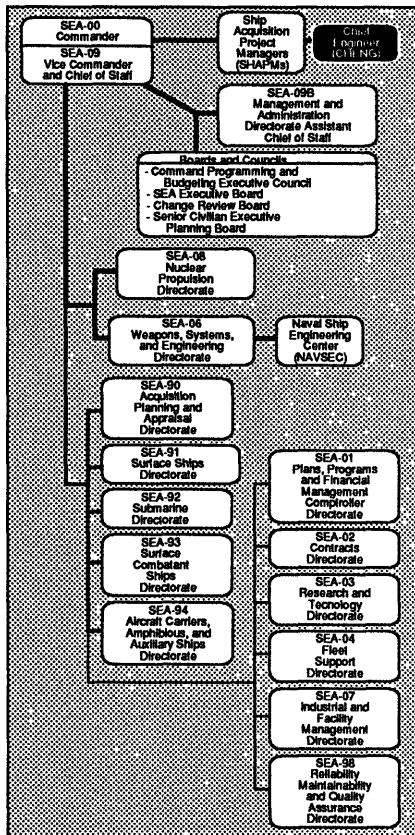 SEA-00
Commander
SEA-09
Vice Commander
and Chief of Staff
Ship
Acquisition
Project
Managers
(SHAPMs)
Chief
Engineer
(CHENG)
SEA-09B
Management and
Administration
Directorate Assistant
Chief of Staff
Boards and Councils
- Command Programming and
Budgeting Executive Council
- SEA Executive Board
- Change Review Board
- Senior Civilian Executive
Planning Board
SEA-08
Nuclear
Propulsion
Directorate
SEA-06
Weapons, Systems,
and Engineering
Directorate
Naval Ship
Engineering
Center
(NAVSEC)
SEA-90
Acquisition
Planning and
Appraisal
Directorate
SEA-91
Surface Ships
Directorate
SEA-92
Submarine
Directorate
SEA-93
Surface
Combatant
Ships
Directorate
SEA-94
Aircraft Carriers,
Amphibious, and
Auxiliary Ships
Directorate
SEA-01
Plans, Programs
and Financial
Management
Comptroller
Directorate
SEA-02
Contracts
Directorate
SEA-03
Research and
Tecnology
Directorate
SEA-04
Fleet
Support
Directorate
SEA-07
Industrial and
Facility
Management
Directorate
SEA-98
Reliability
Maintainability
and Quality
Assurance
Directorate